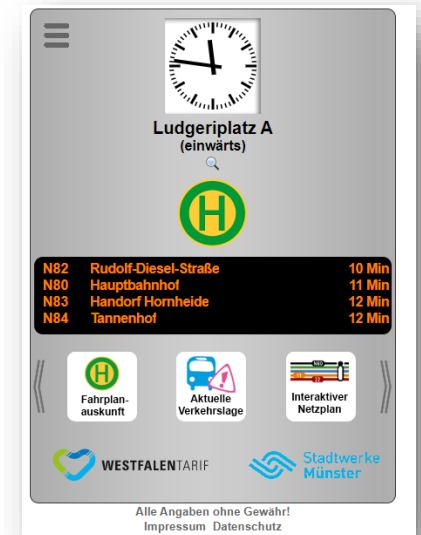 Ludgeriplatz A
(einwärts)
H
N82 Rudolf-Diesel-Straße 10 Min
N80 Hauptbahnhof 11 Min
N83 Handorf Hornheide 12 Min
N84 Tannenhof 12 Min
H
Fahrplan-
auskunft
Aktuelle
Verkehrslage
Interaktiver
Netzplan
WESTFALENTARIF
Stadtwerke
Münster
Alle Angaben ohne Gewähr!
Impressum Datenschutz